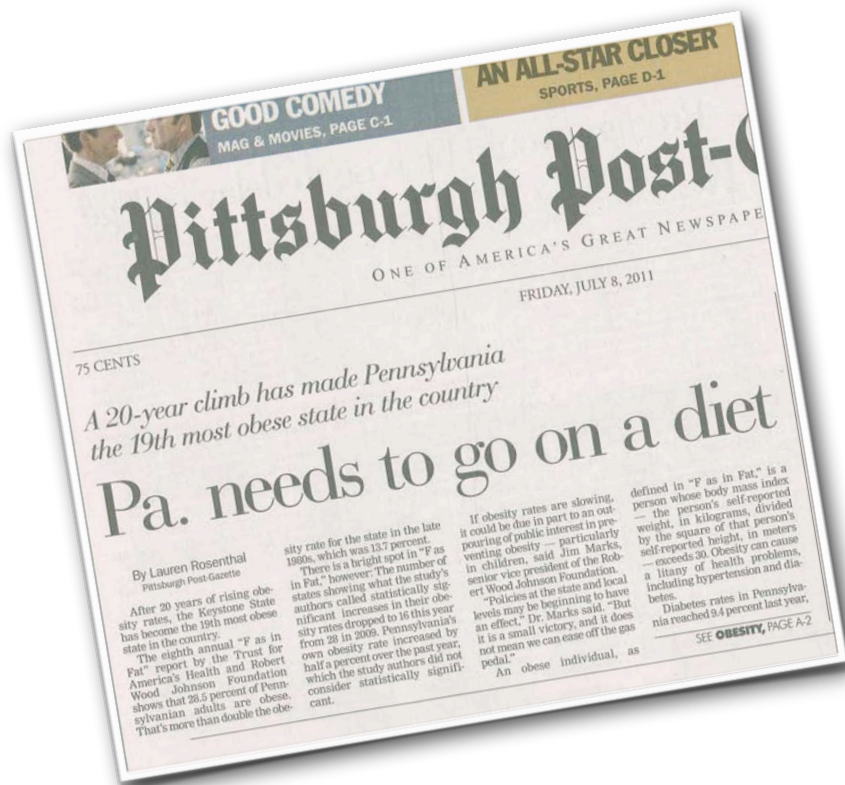 GOOD COMEDY
MAG & MOVIES, PAGE C-1
AN ALL-STAR CLOSER
SPORTS, PAGE D-1
Pittsburgh Post-
ONE OF AMERICA'S GREAT NEWSPAPE
FRIDAY, JULY 8, 2011
75 CENTS
A 20-year climb has made Pennsylvania
the 19th most obese state in the country
Pa. needs to go on a diet
By Lauren Rosenthal
Pittsburgh Post-Gazette
After 20 years of rising obe-
sity rates, the Keystone State
has become the 19th most obese
state in the country.
The eighth annual "F as in
Fat" report by the Trust for
America's Health and Robert
Wood Johnson Foundation
shows that 28.5 percent of Penn-
sylvanian adults are obese.
That's more than double the obe-
sity rate for the state in the late
1980s, which was 13.7 percent.
There is a bright spot in "F as
in Fat," however: The number of
states showing what the study's
authors called statistically sig-
nificant increases in their obe-
sity rates dropped to 16 this year
from 28 in 2009. Pennsylvania's
own obesity rate increased by
half a percent over the past year,
which the study authors did not
consider statistically signifi-
cant.
If obesity rates are slowing,
it could be due in part to an out-
pouring of public interest in pre-
venting obesity — particularly
in children, said Jim Marks,
senior vice president of the Rob-
ert Wood Johnson Foundation.
"Policies at the state and local
levels may be beginning to have
an effect," Dr. Marks said. "But
it is a small victory, and it does
not mean we can ease off the gas
pedal."
An obese individual, as
defined in "F as in Fat," is a
person whose body mass index
— the person's self-reported
weight, in kilograms, divided
by the square of that person's
self-reported height, in meters
— exceeds 30. Obesity can cause
a litany of health problems,
including hypertension and dia-
betes.
Diabetes rates in Pennsylva-
nia reached 9.4 percent last year,
SEE OBESITY, PAGE A-2